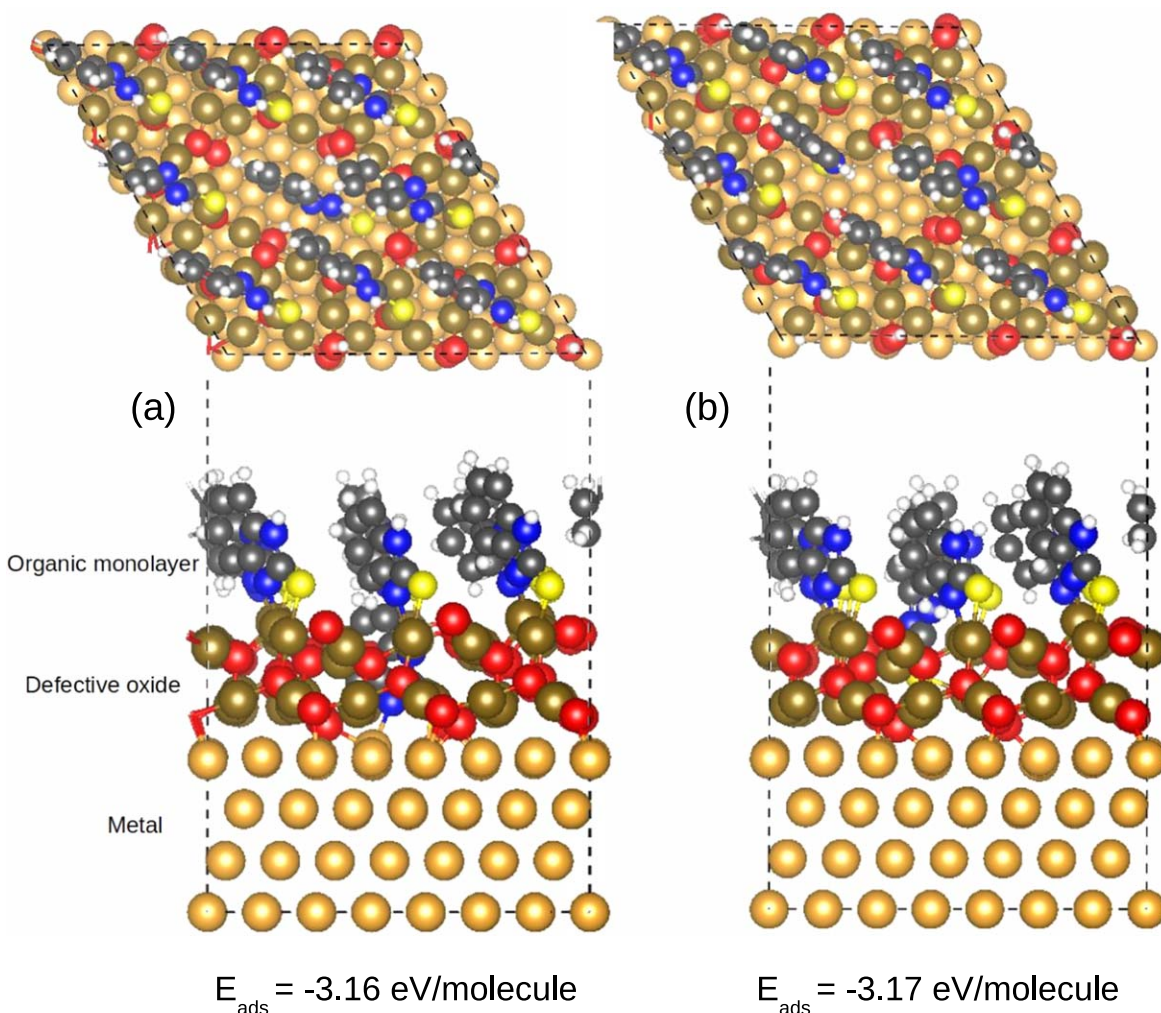 (a)
(b)
Organic monolayer
Defective oxide
Metal
E_ads = -3.16 eV/molecule
E_ads = -3.17 eV/molecule